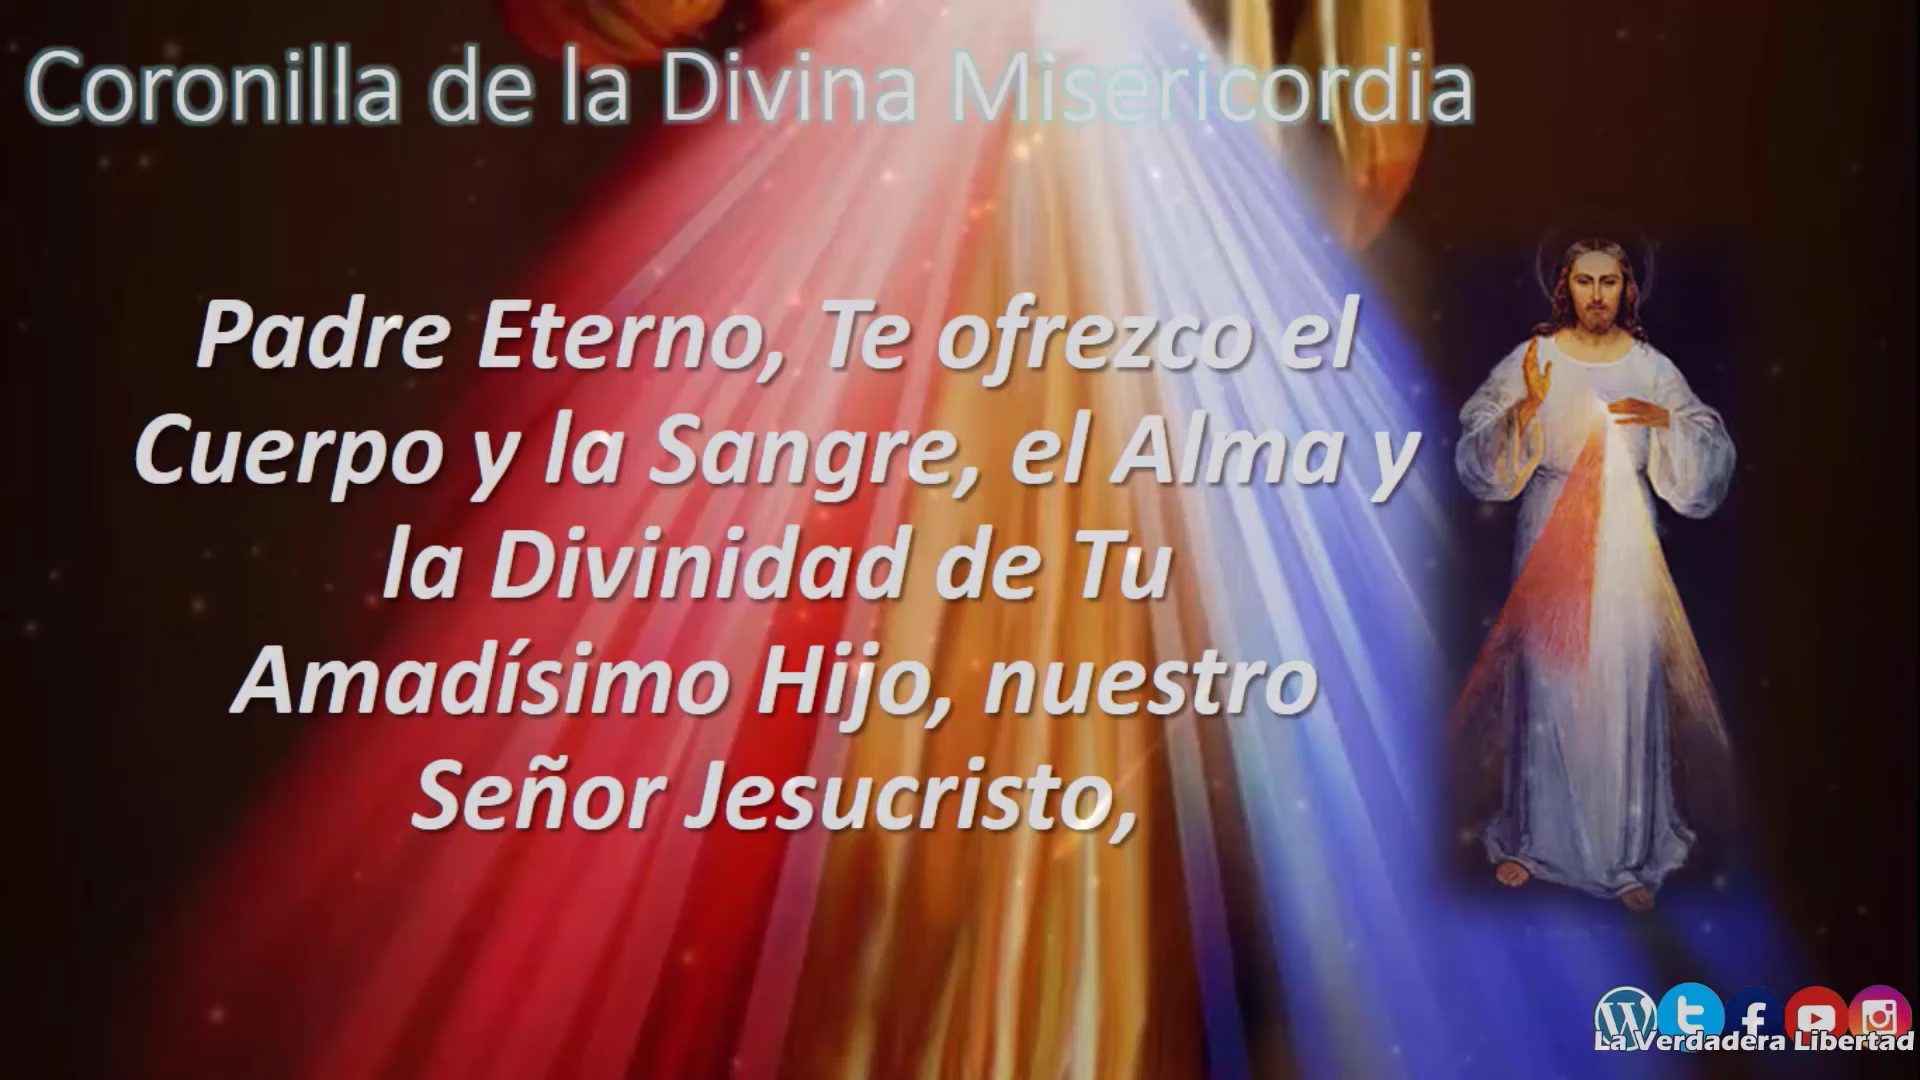 Coronilla de la Divina Misericordia
Padre Eterno, Te ofrezco el
Cuerpo y la Sangre, el Alma y
la Divinidad de Tu
Amadísimo Hijo, nuestro
Señor Jesucristo,
La Verdadera Libertad